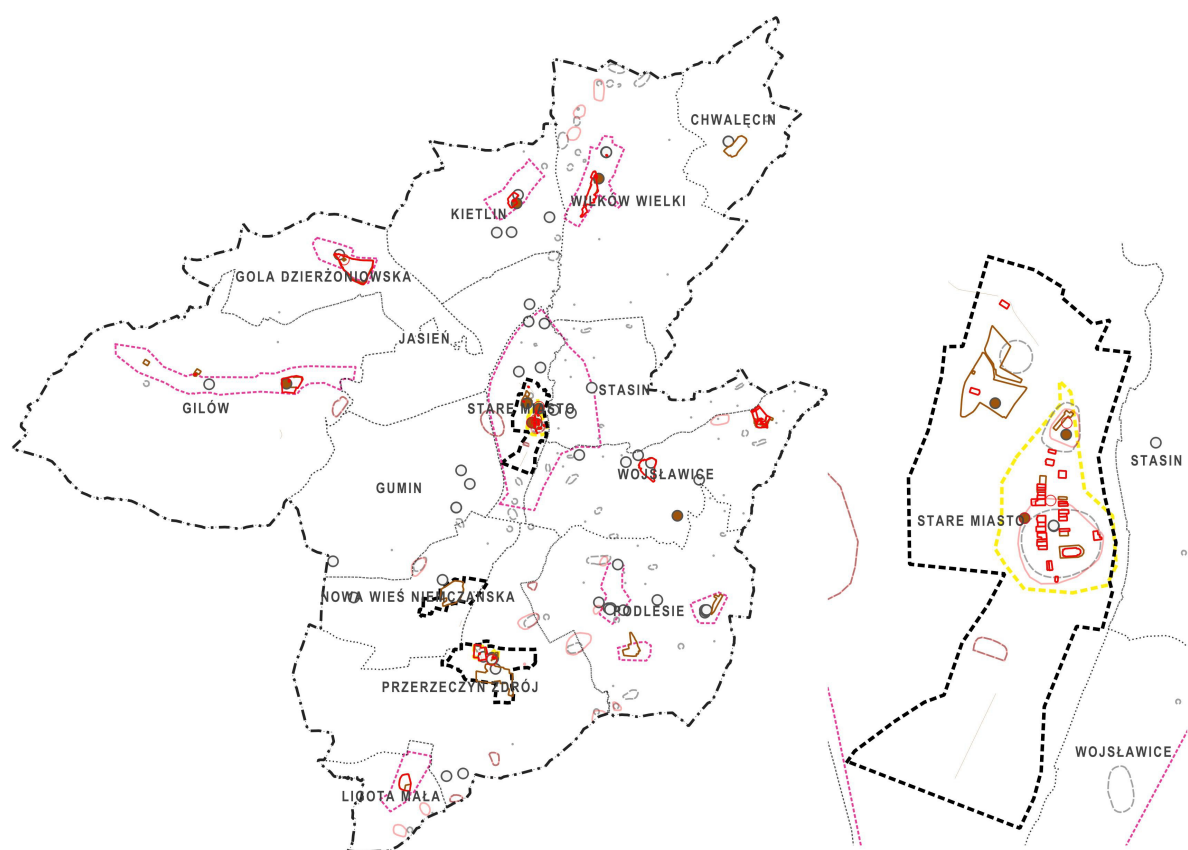 CHWALĘCIN
WILKÓW WIELKI
KIETLIN
GOLA DZIERŻONIOWSKA
JASIEŃ
GILÓW
STARE MIASTO
STASIN
WOJSŁAWICE
GUMIN
NOWA WIEŚ NIEMCZAŃSKA
PODLESIE
PRZERZECZYN ZDRÓJ
LIGOTA MAŁA
STASIN
STARE MIASTO
WOJSŁAWICE